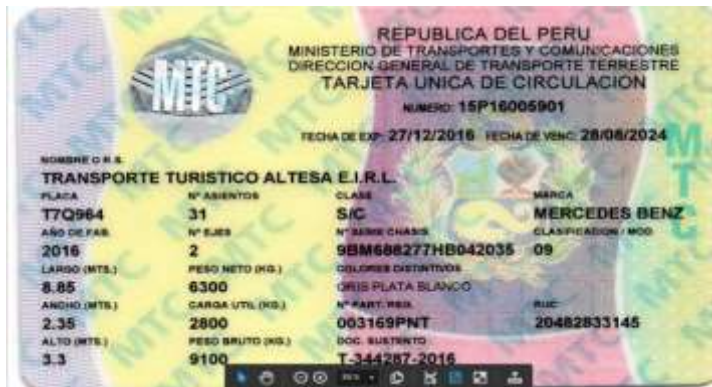 REPUBLICA DEL PERU
MINISTERIO DE TRANSPORTES Y COMUNICACIONES
DIRECCION GENERAL DE TRANSPORTE TERRESTRE
TARJETA UNICA DE CIRCULACION
MTC
NUMERO: 15P16005901
FECHA DE EXP: 27/12/2016 FECHA DE VENC: 28/08/2024
NOMBRE O R.S.
TRANSPORTE TURISTICO ALTESA E.I.R.L.
PLACA Nº ASIENTOS CLASE MARCA
T7Q964 31 S/C MERCEDES BENZ
AÑO DE FAB. Nº EJES Nº SERIE CHASIS CLASIFICACION / MOD
2016 2 9BM688277HB042035 09
LARGO (MTS.) PESO NETO (KG.) COLORES DISTINTIVOS
8.85 6300 GRIS PLATA BLANCO
ANCHO (MTS.) CARGA UTIL (KG.) Nº PART. REG. RUC
2.35 2800 003169PNT 20482833145
ALTO (MTS.) PESO BRUTO (KG.) DOC. SUSTENTO
3.3 9100 T-344287-2016
MTC